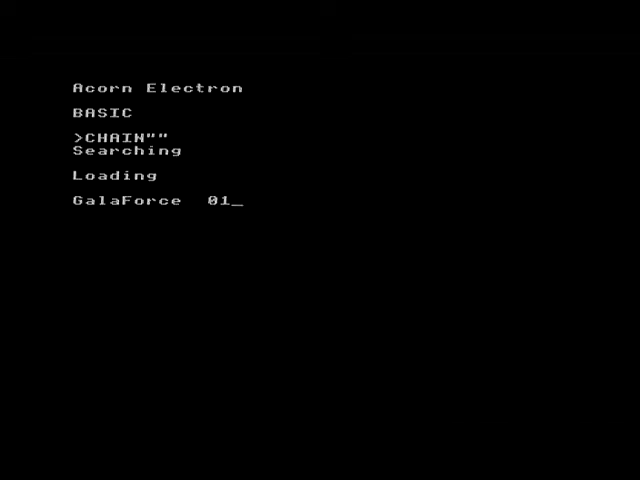 Acorn Electron
BASIC
>CHAIN""
Searching
Loading
GalaForce  01_